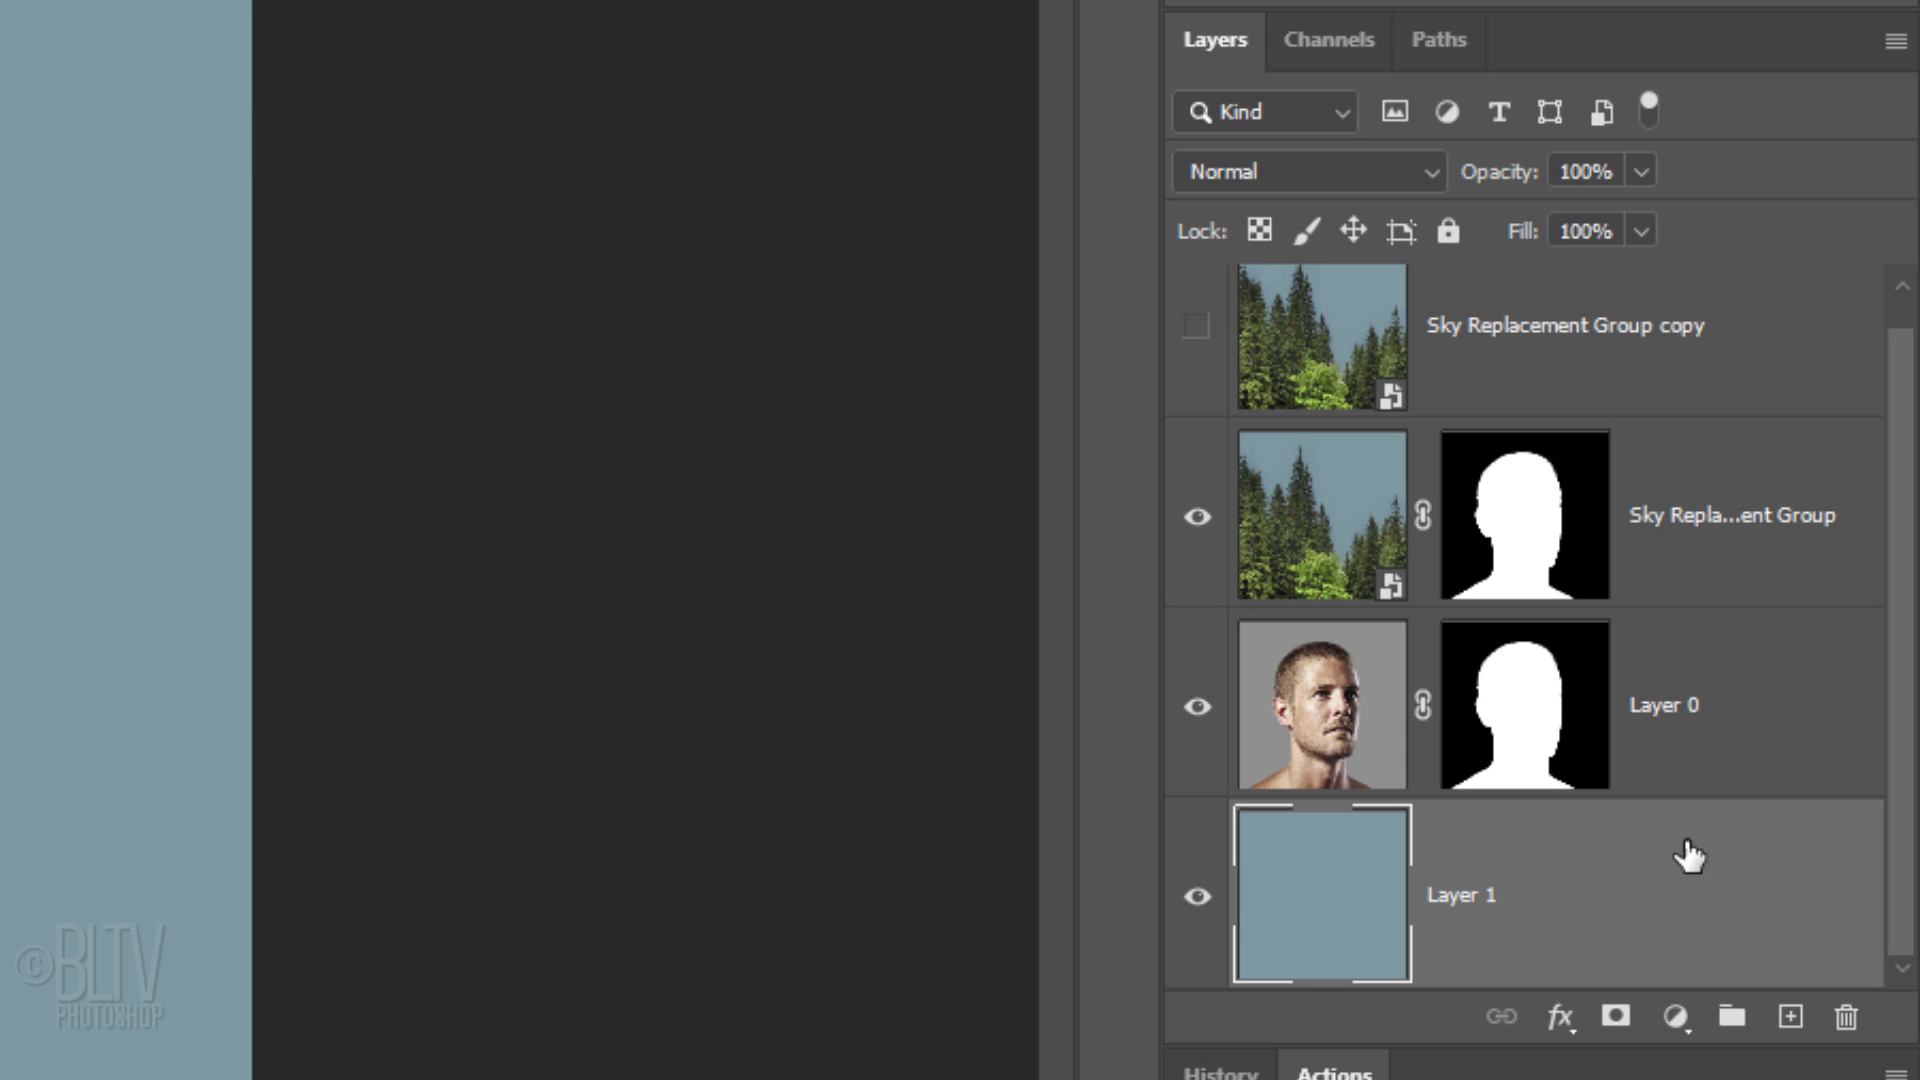 Layers Channels Paths
Kind
Normal Opacity: 100%
Lock: Fill: 100%
Sky Replacement Group copy
Sky Repla...ent Group
Layer 0
Layer 1
fx
History Actions
©BLTV
PHOTOSHOP